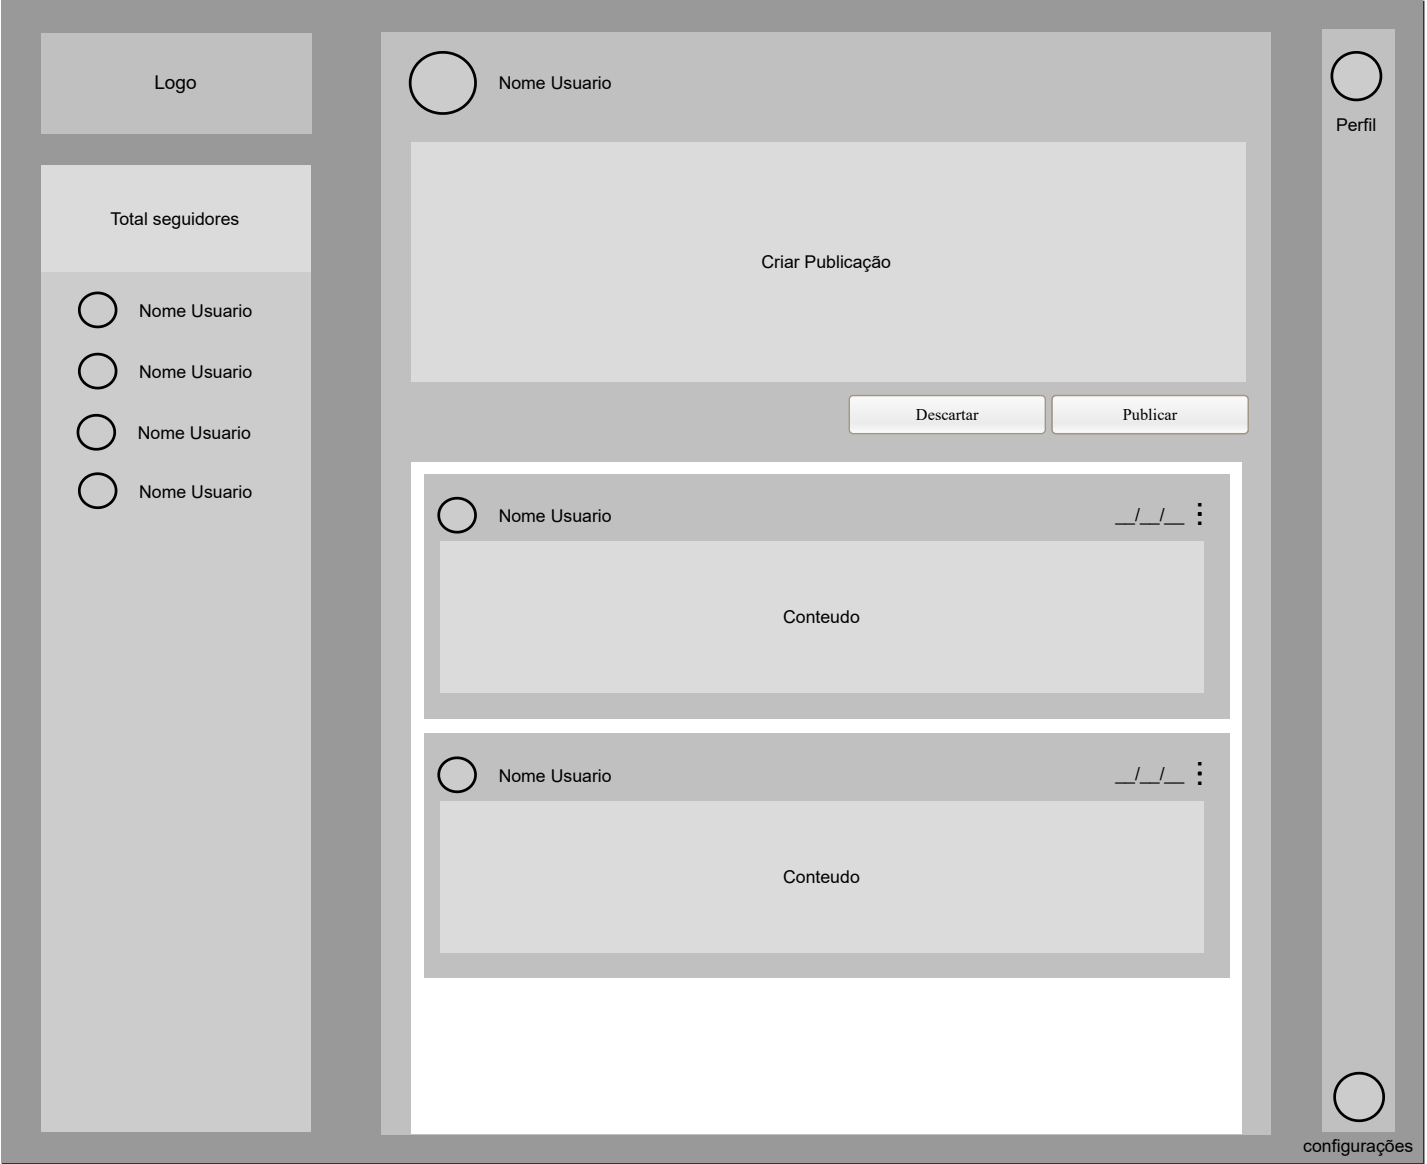 Logo
Total seguidores
Nome Usuario
Nome Usuario
Nome Usuario
Nome Usuario
Nome Usuario
Criar Publicação
Descartar
Publicar
Nome Usuario
__/__/__
Conteudo
Nome Usuario
__/__/__
Conteudo
Perfil
configurações